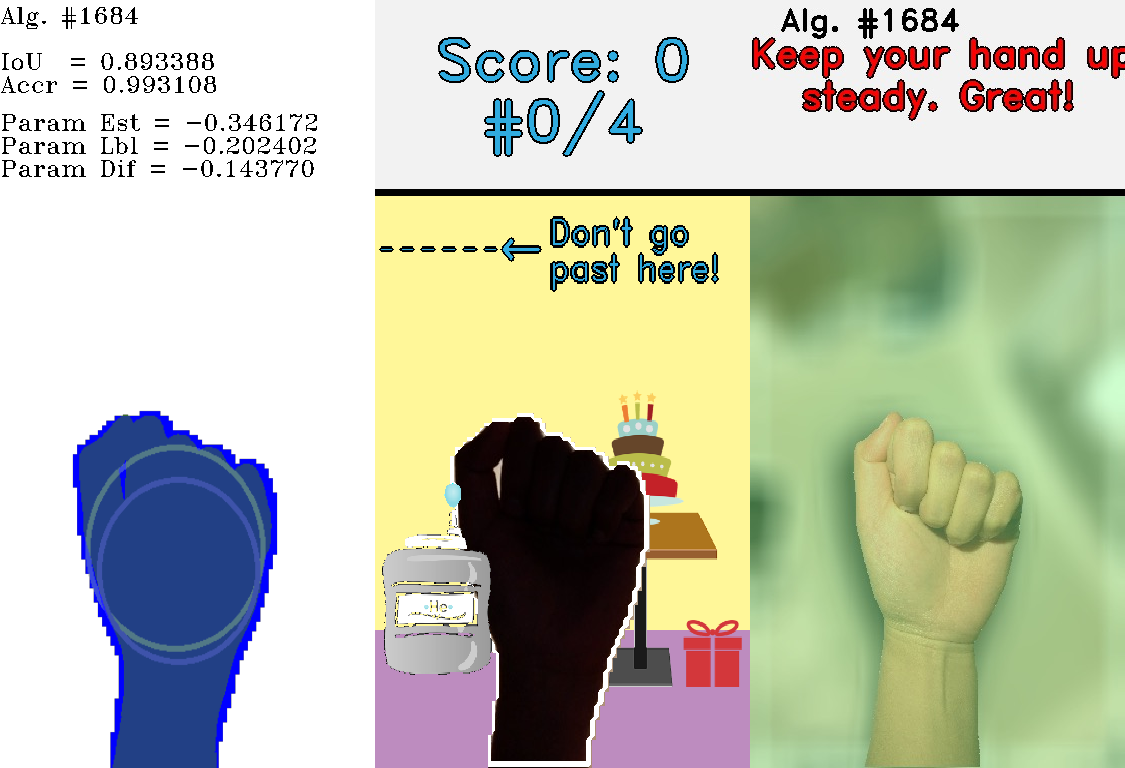 Alg. #1684
IoU = 0.893388
Accr = 0.993108
Param Est = −0.346172
Param Lbl = −0.202402
Param Dif = −0.143770
Score: 0
#0/4
Don't go
past here!
Alg. #1684
Keep your hand up
steady. Great!